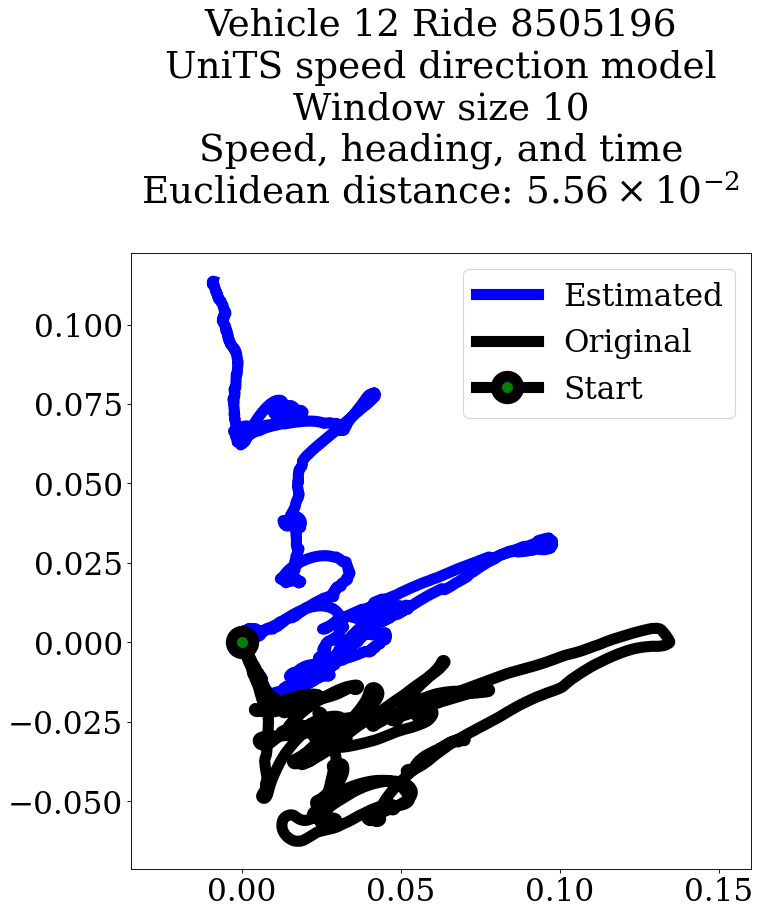 Vehicle 12 Ride 8505196
UniTS speed direction model
Window size 10
Speed, heading, and time
Euclidean distance: 5.56 × 10⁻²
Estimated
Original
Start
0.100
0.075
0.050
0.025
0.000
−0.025
−0.050
0.00 0.05 0.10 0.15